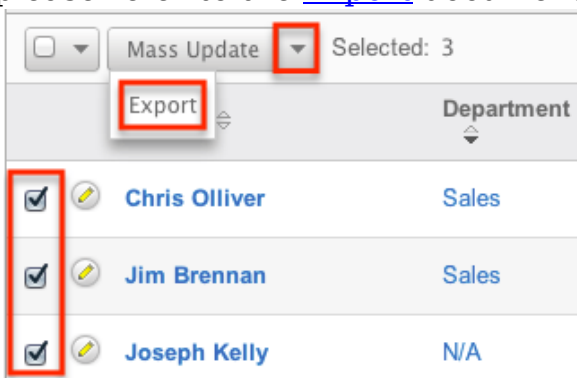 Mass Update Selected: 3
Export
Department
Chris Olliver Sales
Jim Brennan Sales
Joseph Kelly N/A